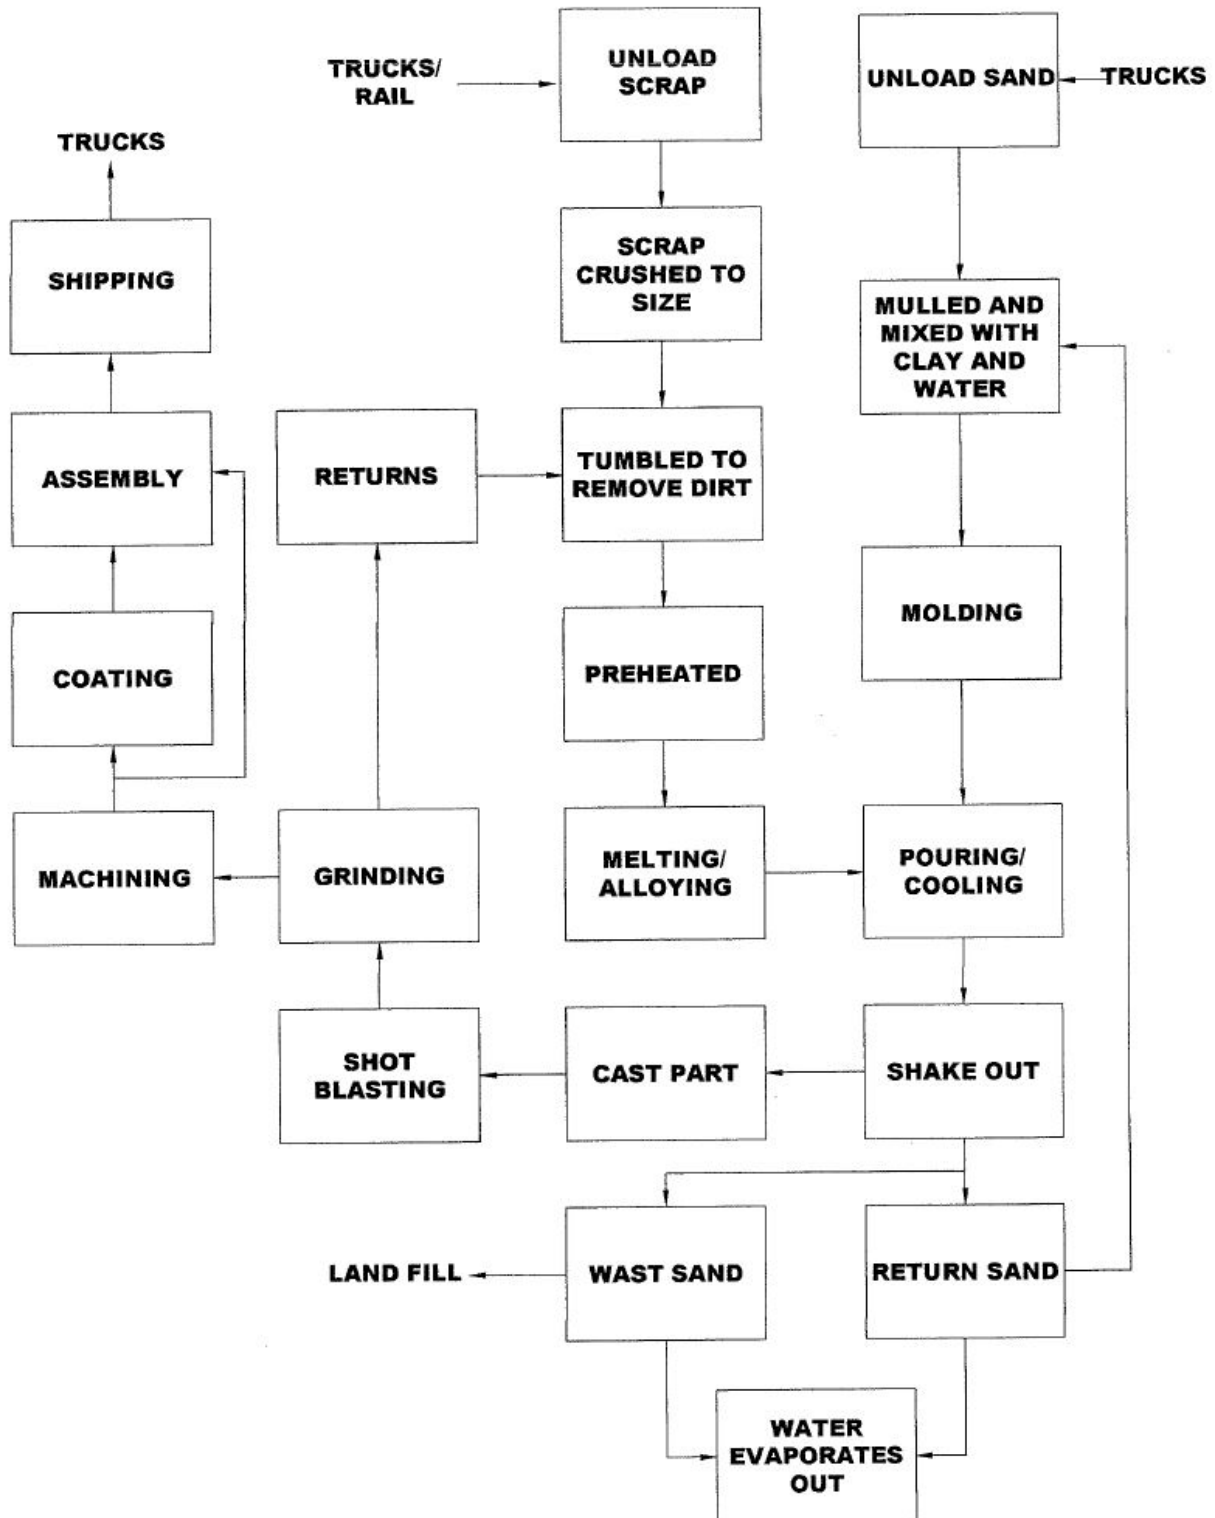 TRUCKS/
RAIL
UNLOAD
SCRAP
UNLOAD SAND
TRUCKS
TRUCKS
SHIPPING
SCRAP
CRUSHED TO
SIZE
MULLED AND
MIXED WITH
CLAY AND
WATER
ASSEMBLY
RETURNS
TUMBLED TO
REMOVE DIRT
MOLDING
COATING
PREHEATED
MACHINING
GRINDING
MELTING/
ALLOYING
POURING/
COOLING
SHOT
BLASTING
CAST PART
SHAKE OUT
LAND FILL
WAST SAND
RETURN SAND
WATER
EVAPORATES
OUT